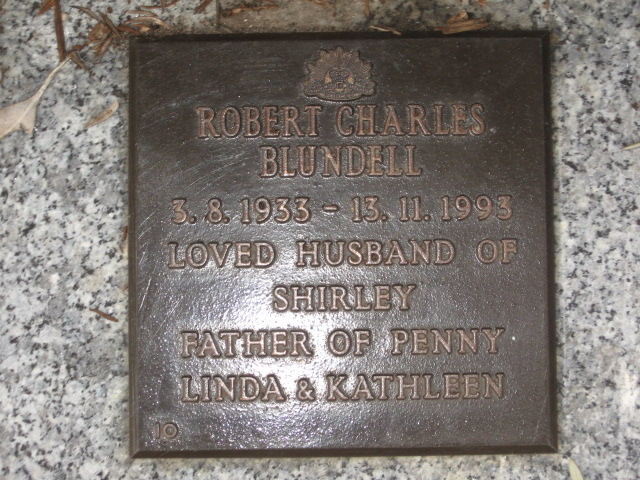 ROBERT CHARLES
BLUNDELL
3. 8. 1933 - 13. 11. 1993
LOVED HUSBAND OF
SHIRLEY
FATHER OF PENNY
LINDA & KATHLEEN
10